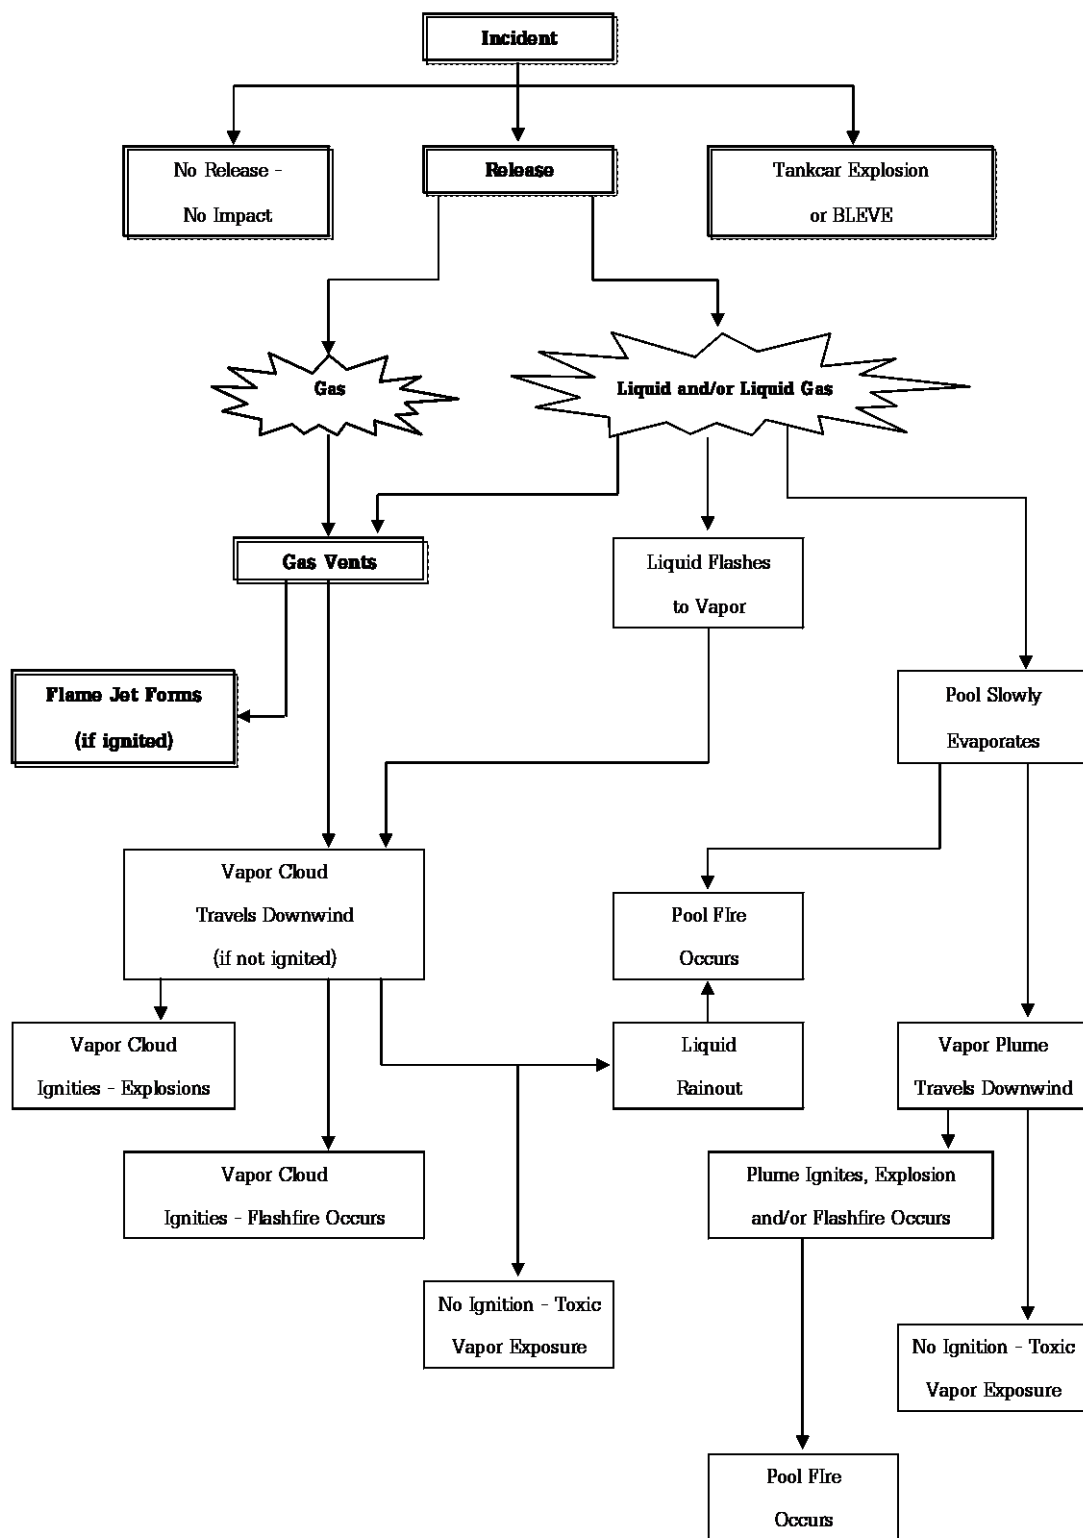 Incident
No Release -
No Impact
Release
Tankcar Explosion
or BLEVE
Gas
Liquid and/or Liquid Gas
Gas Vents
Liquid Flashes
to Vapor
Flame Jet Forms
(if ignited)
Pool Slowly
Evaporates
Vapor Cloud
Travels Downwind
(if not ignited)
Pool FIre
Occurs
Vapor Cloud
Ignities - Explosions
Liquid
Rainout
Vapor Plume
Travels Downwind
Vapor Cloud
Ignities - Flashfire Occurs
Plume Ignites, Explosion
and/or Flashfire Occurs
No Ignition - Toxic
Vapor Exposure
No Ignition - Toxic
Vapor Exposure
Pool FIre
Occurs